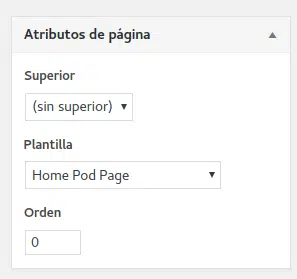 Atributos de página
Superior
(sin superior)
Plantilla
Home Pod Page
Orden
0